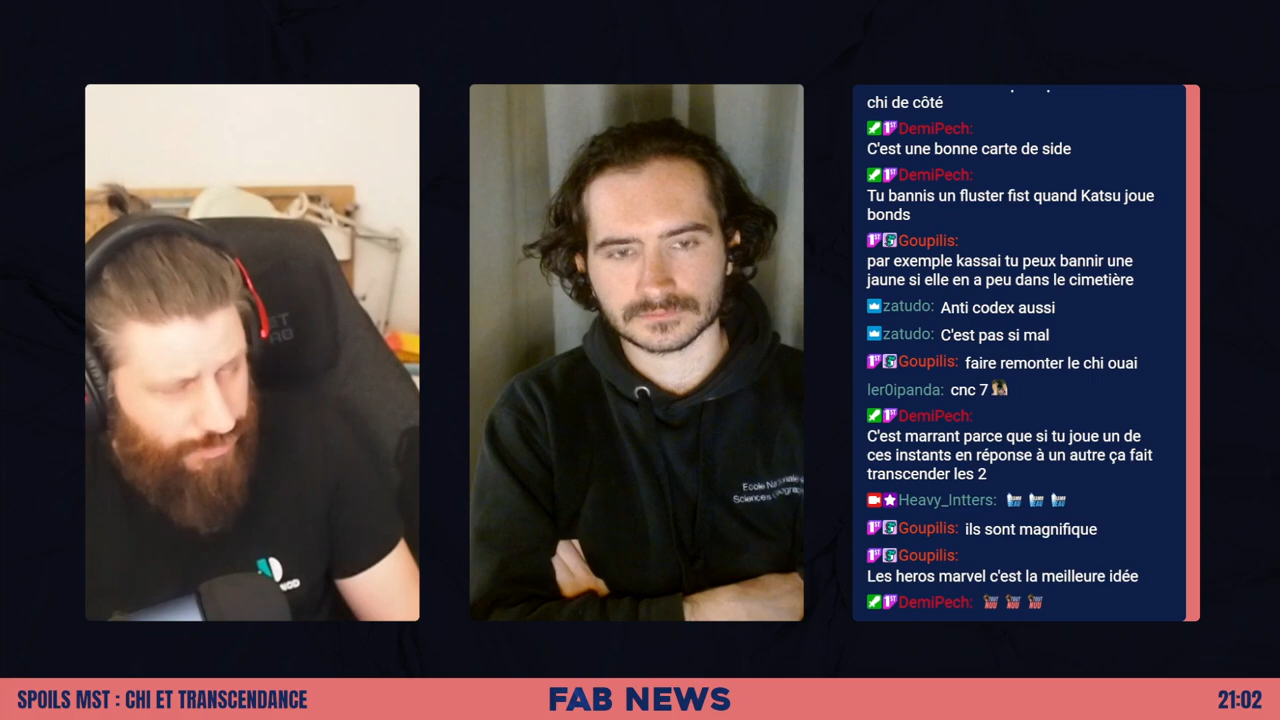 chi de côté
DemiPech:
C'est une bonne carte de side
DemiPech:
Tu bannis un fluster fist quand Katsu joue
bonds
Goupilis:
par exemple kassai tu peux bannir une
jaune si elle en a peu dans le cimetière
zatudo: Anti codex aussi
zatudo: C'est pas si mal
Goupilis: faire remonter le chi ouai
ler0ipanda: cnc 7
DemiPech:
C'est marrant parce que si tu joue un de
ces instants en réponse à un autre ça fait
transcender les 2
Heavy_Intters:
Goupilis: ils sont magnifique
Goupilis:
Les heros marvel c'est la meilleure idée
DemiPech:
SPOILS MST : CHI ET TRANSCENDANCE
FAB NEWS
21:02